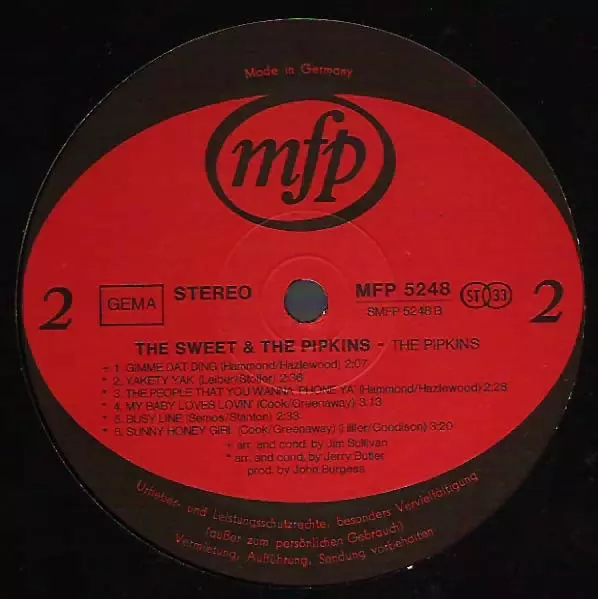 Made in Germany
mfp
2
GEMA
STEREO
MFP 5248
SMFP 5248 B
ST 33
2
THE SWEET & THE PIPKINS - THE PIPKINS
+ 1. GIMME DAT DING (Hammond/Hazlewood) 2:07
* 2. YAKETY YAK (Leiber/Stoller) 2:36
* 3. THE PEOPLE THAT YOU WANNA PHONE YA' (Hammond/Hazlewood) 2:28
* 4. MY BABY LOVES LOVIN' (Cook/Greenaway) 3:13
* 5. BUSY LINE (Semos/Stanton) 2:33
* 6. SUNNY HONEY GIRL (Cook/Greenaway) (Hiller/Goodison) 3:20
+ arr. and cond. by Jim Sullivan
* arr. and cond. by Jerry Butler
prod. by John Burgess
Urheber- und Leistungsschutzrechte, besonders Vervielfältigung
(außer zum persönlichen Gebrauch)
Vermietung, Aufführung, Sendung vorbehalten